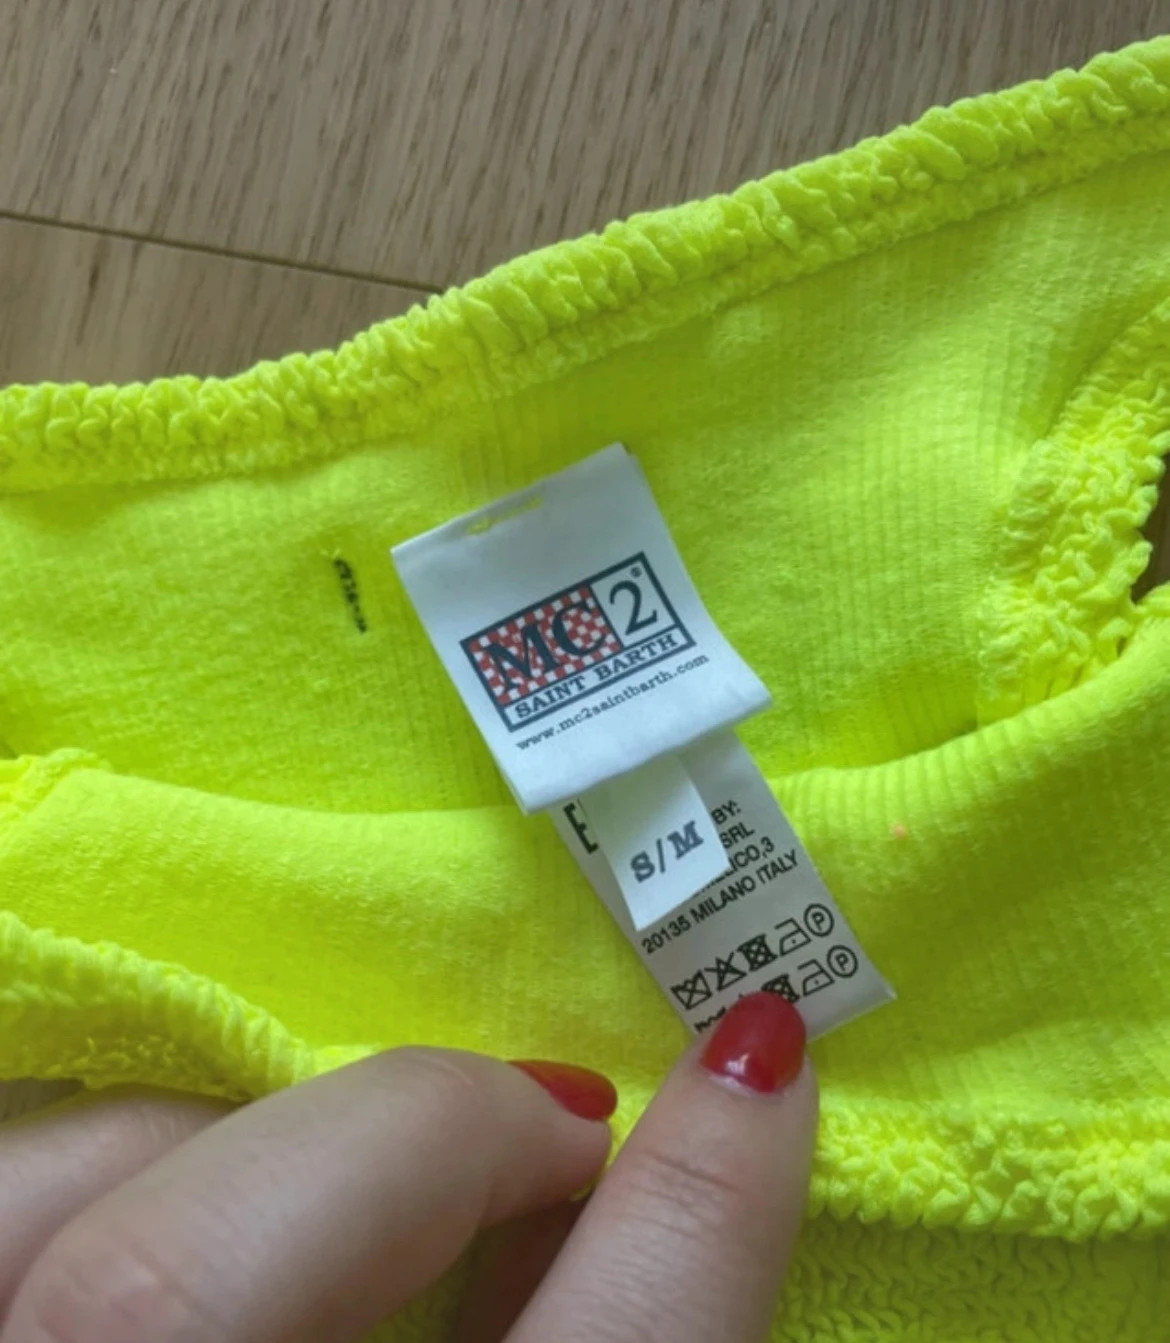 MC2®
SAINT BARTH
www.mc2saintbarth.com
S/M
BY:
SRL
20135 MILANO ITALY
P
P